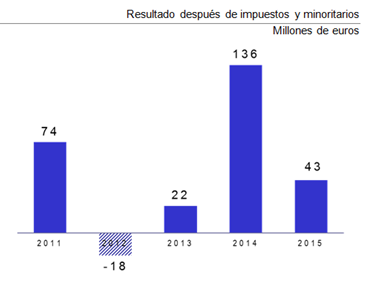 Resultado después de impuestos y minoritarios
Millones de euros
136
74
43
22
2011 2012 2013 2014 2015
-18